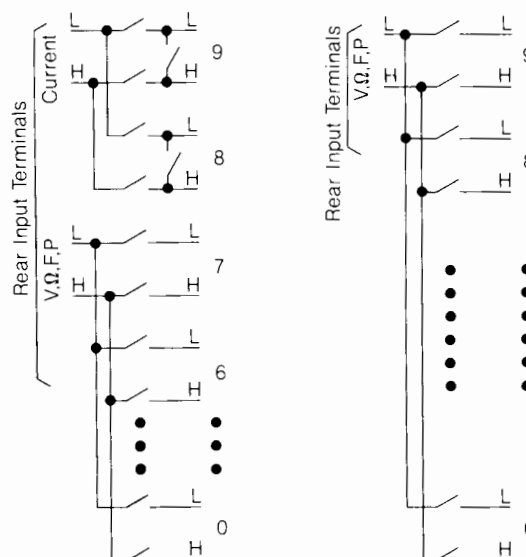 L L
9
H H
L
8
H
Current
Rear Input Terminals
L L
7
H H
V,Ω,F,P
L
6
H
L
0
H
L L
H H
V,Ω,F,P
Rear Input Terminals
L
H
L
H